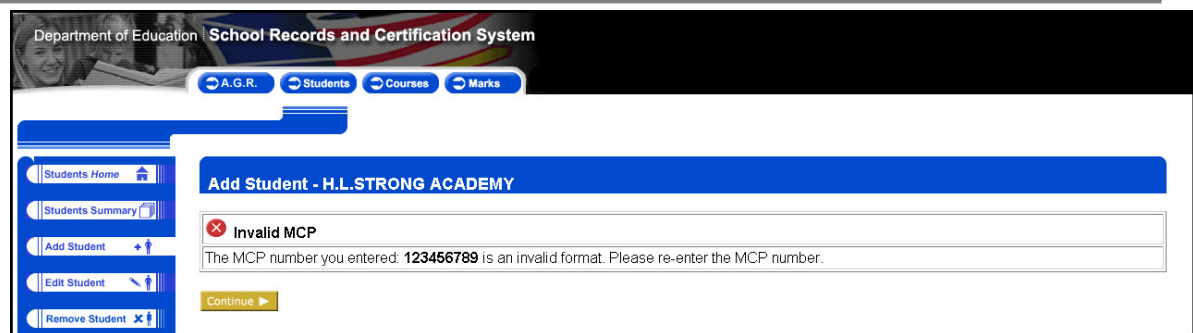 Department of Education | School Records and Certification System
A.G.R. Students Courses Marks
Students Home
Students Summary
Add Student
Edit Student
Remove Student
Add Student - H.L.STRONG ACADEMY
Invalid MCP
The MCP number you entered: 123456789 is an invalid format. Please re-enter the MCP number.
Continue